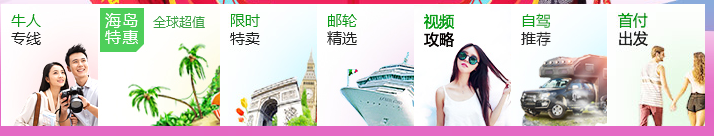 牛人
专线
海岛
特惠
全球超值
限时
特卖
邮轮
精选
视频
攻略
自驾
推荐
首付
出发